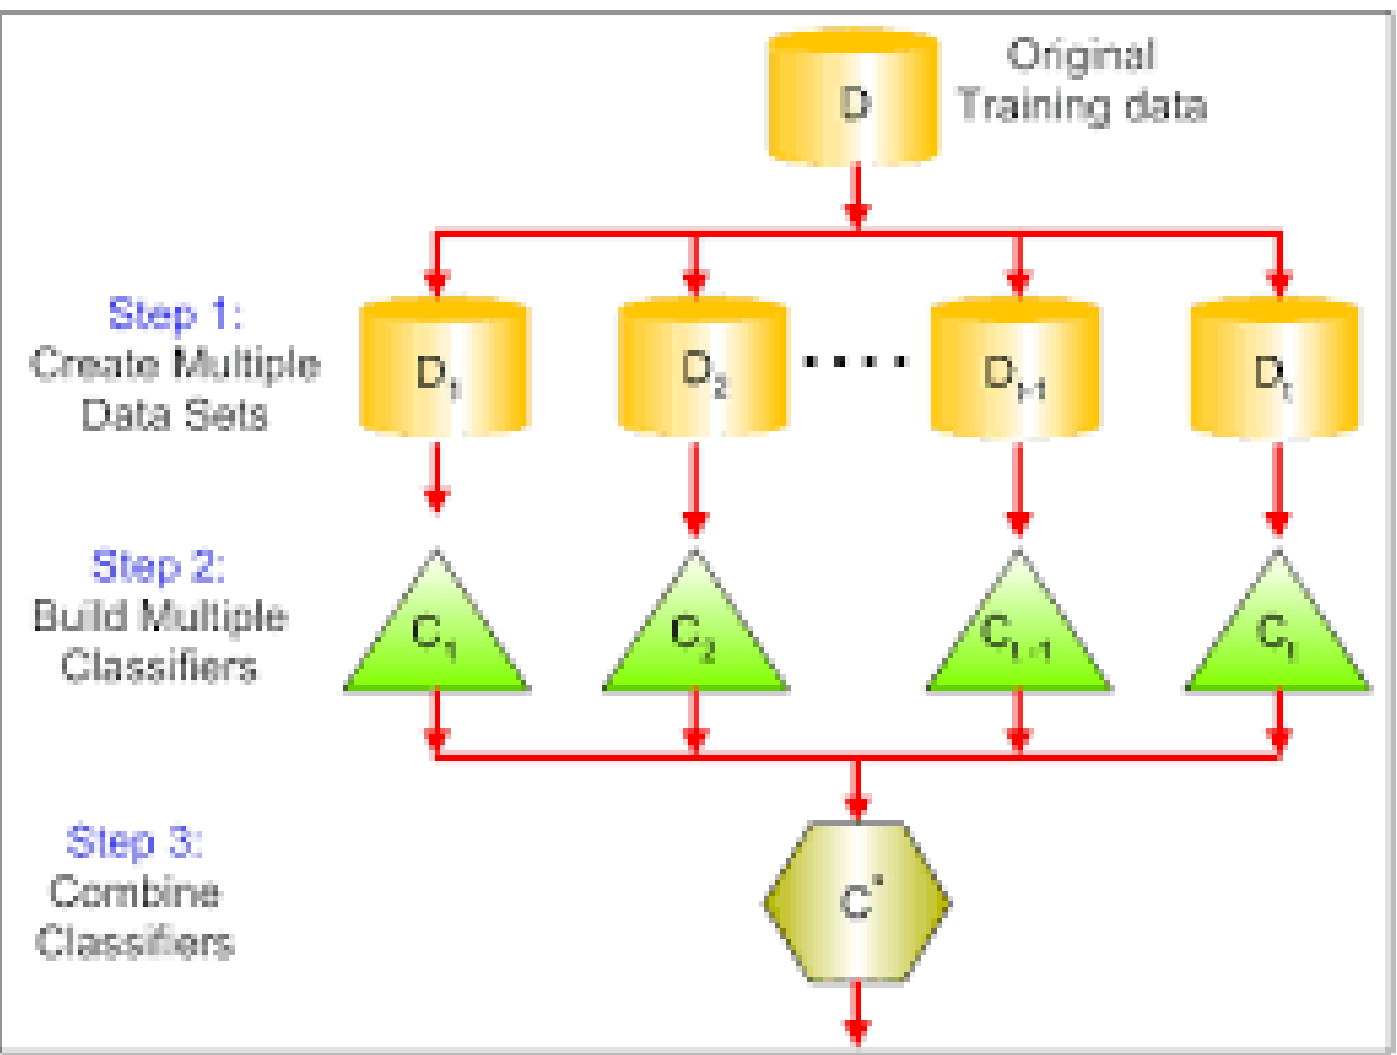 D
Original
Training data
Step 1:
Create Multiple
Data Sets
D1
D2
....
Dt-1
Dt
Step 2:
Build Multiple
Classifiers
C1
C2
Ct-1
Ct
Step 3:
Combine
Classifiers
C*